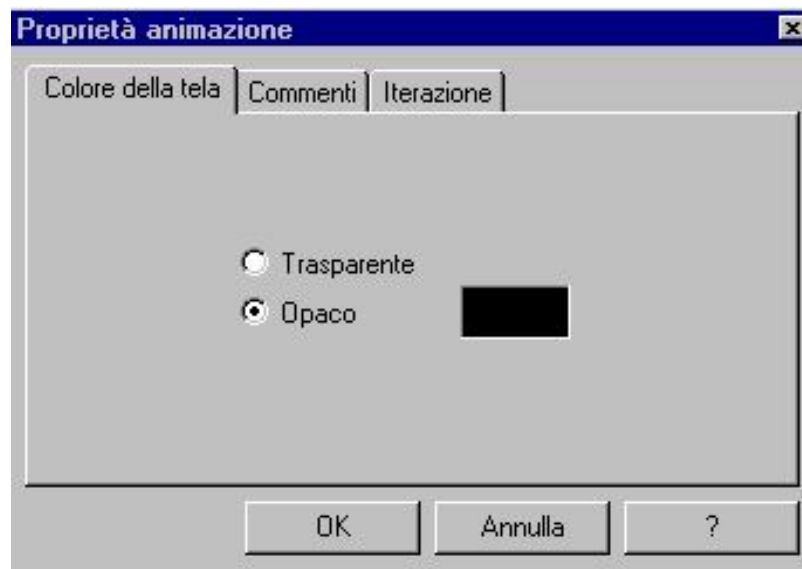 Proprietà animazione
Colore della tela Commenti Iterazione
Trasparente
Opaco
OK Annulla ?